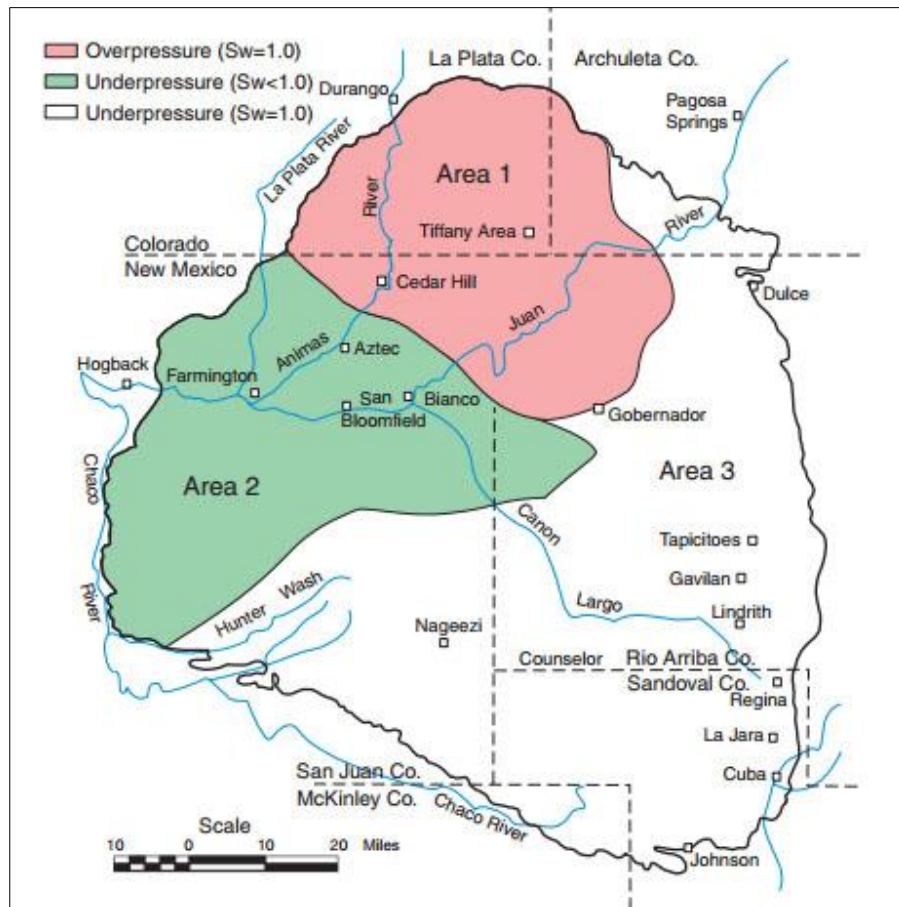 Overpressure (Sw=1.0)
Underpressure (Sw<1.0)
Underpressure (Sw=1.0)
La Plata Co.
Archuleta Co.
Durango
Pagosa
Springs
La Plata River
River
Area 1
Tiffany Area
River
Colorado
New Mexico
Cedar Hill
Juan
Dulce
Animas
Aztec
Hogback
Farmington
San
Bianco
Bloomfield
Gobernador
Area 2
Area 3
Chaco
River
Canon
Largo
Tapicitoes
Gavilan
Lindrith
Hunter Wash
Nageezi
Counselor
Rio Arriba Co.
Sandoval Co.
Regina
La Jara
Cuba
San Juan Co.
McKinley Co.
Chaco River
Johnson
Scale
10 0 10 20 Miles